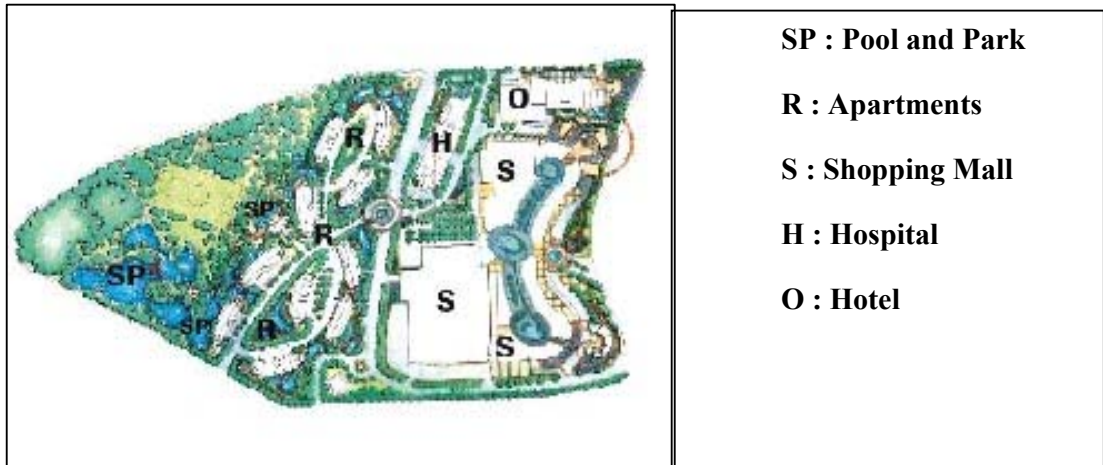 O
R
H
S
SP
R
SP
S
SP
R
S
SP : Pool and Park
R : Apartments
S : Shopping Mall
H : Hospital
O : Hotel